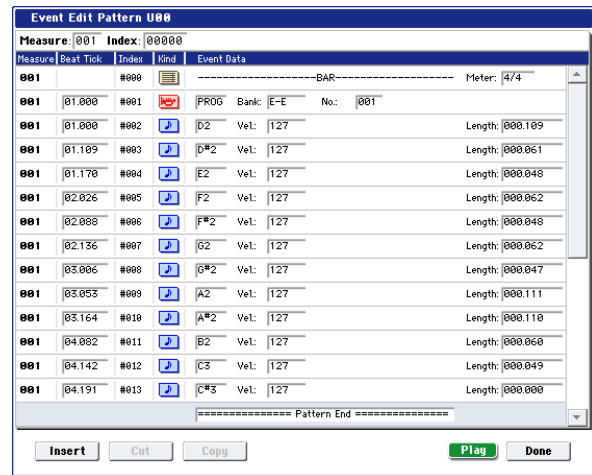 Event Edit Pattern U00
Measure: 001 Index: 00000
Measure Beat Tick Index Kind Event Data
001 #000 --------------------BAR-------------------- Meter: 4/4
001 01.000 #001 PROG Bank: E-E No.: 001
001 01.000 #002 D2 Vel.: 127 Length: 000.109
001 01.109 #003 D#2 Vel.: 127 Length: 000.061
001 01.170 #004 E2 Vel.: 127 Length: 000.048
001 02.026 #005 F2 Vel.: 127 Length: 000.062
001 02.088 #006 F#2 Vel.: 127 Length: 000.048
001 02.136 #007 G2 Vel.: 127 Length: 000.062
001 03.006 #008 G#2 Vel.: 127 Length: 000.047
001 03.053 #009 A2 Vel.: 127 Length: 000.111
001 03.164 #010 A#2 Vel.: 127 Length: 000.110
001 04.082 #011 B2 Vel.: 127 Length: 000.060
001 04.142 #012 C3 Vel.: 127 Length: 000.049
001 04.191 #013 C#3 Vel.: 127 Length: 000.000
=============== Pattern End ===============
Insert Cut Copy Play Done